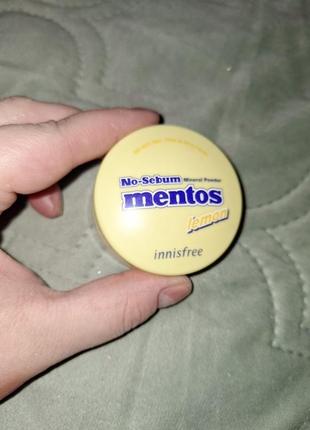 No-Sebum Mineral Powder
mentos
lemon
innisfree